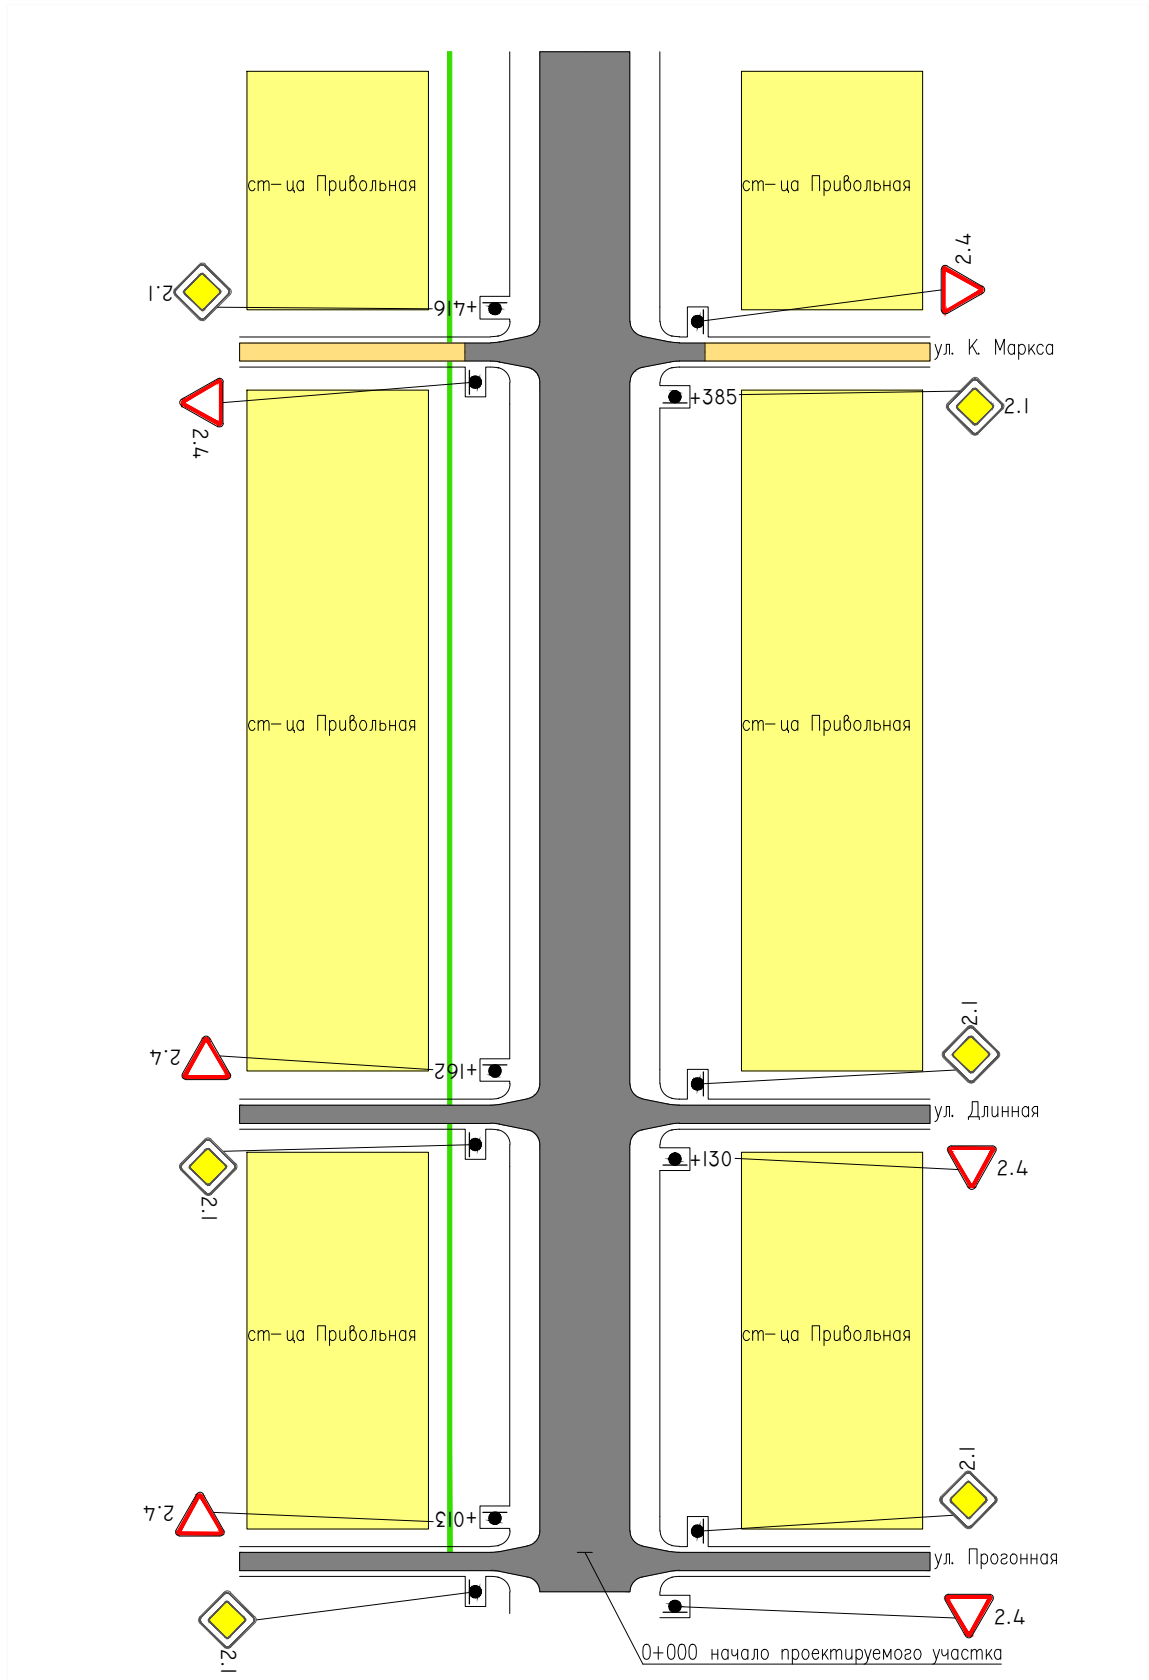 ст-ца Привольная
ст-ца Привольная
2.4
2.1
+416
ул. К. Маркса
+385
2.1
2.4
ст-ца Привольная
ст-ца Привольная
2.1
2.4
+162
ул. Длинная
+130
2.4
2.1
ст-ца Привольная
ст-ца Привольная
2.1
2.4
+013
ул. Прогонная
2.4
2.1
0+000 начало проектируемого участка